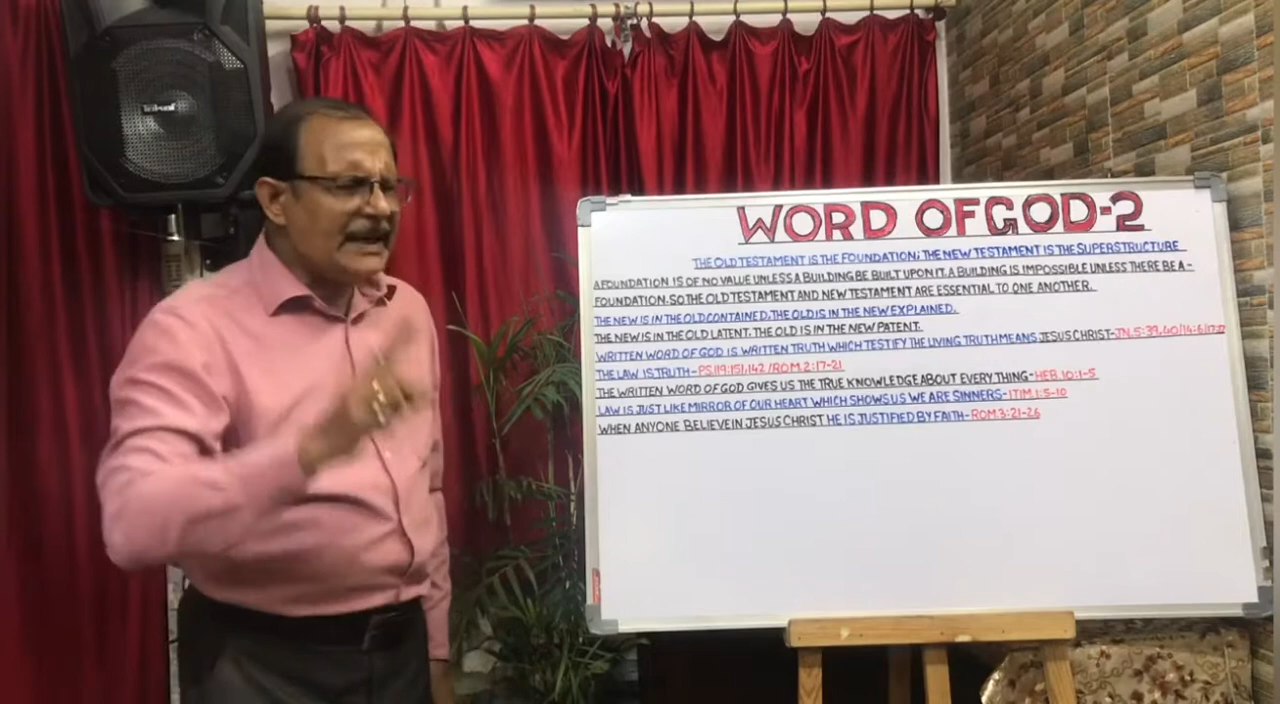 WORD OF GOD-2
THE OLD TESTAMENT IS THE FOUNDATION; THE NEW TESTAMENT IS THE SUPERSTRUCTURE
A FOUNDATION IS OF NO VALUE UNLESS A BUILDING BE BUILT UPON IT. A BUILDING IS IMPOSSIBLE UNLESS THERE BE A-
FOUNDATION. SO THE OLD TESTAMENT AND NEW TESTAMENT ARE ESSENTIAL TO ONE ANOTHER.
THE NEW IS IN THE OLD CONTAINED, THE OLD IS IN THE NEW EXPLAINED.
THE NEW IS IN THE OLD LATENT, THE OLD IS IN THE NEW PATENT.
WRITTEN WORD OF GOD IS WRITTEN TRUTH WHICH TESTIFY THE LIVING TRUTH MEANS JESUS CHRIST-JN.5:39,40/14:6/17:
THE LAW IS TRUTH-PS.119:151,142/ROM.2:17-21
THE WRITTEN WORD OF GOD GIVES US THE TRUE KNOWLEDGE ABOUT EVERY THING-HEB.10:1-5
LAW IS JUST LIKE MIRROR OF OUR HEART WHICH SHOWS US WE ARE SINNERS-1TIM.1:5-10
WHEN ANYONE BELIEVE IN JESUS CHRIST HE IS JUSTIFIED BY FAITH-ROM.3:21-26